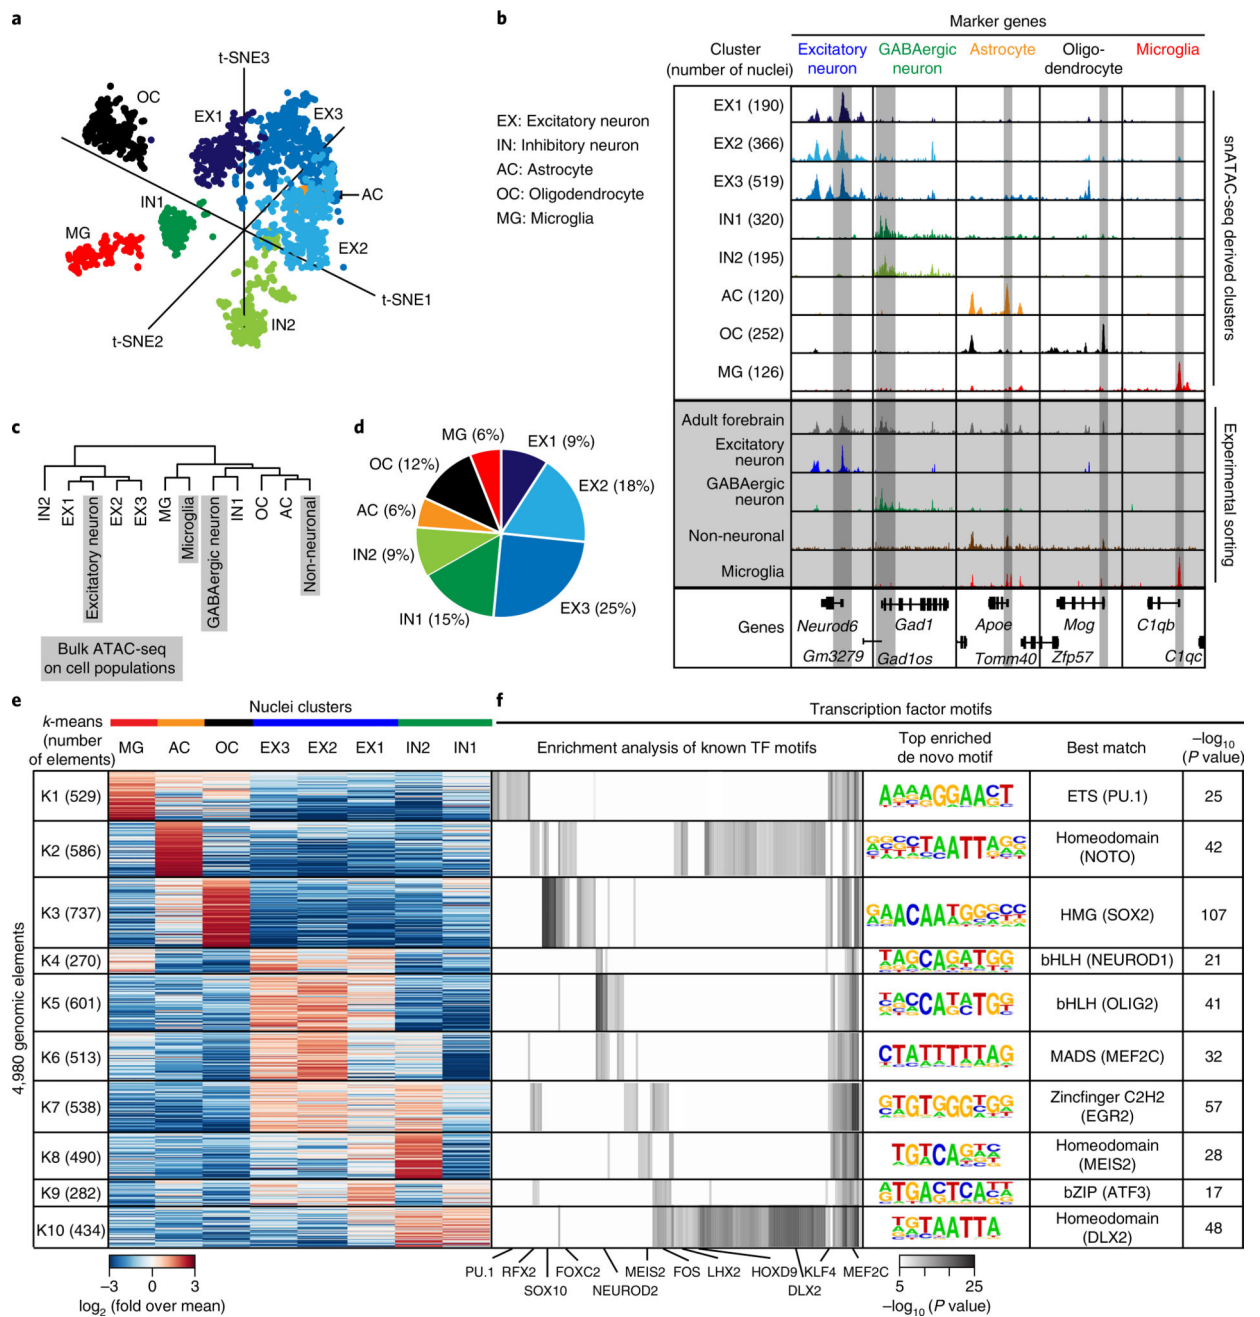 a
t-SNE3
OC
EX1
EX3
AC
IN1
MG
EX2
t-SNE1
t-SNE2
IN2
EX: Excitatory neuron
IN: Inhibitory neuron
AC: Astrocyte
OC: Oligodendrocyte
MG: Microglia
b
Marker genes
Cluster
(number of nuclei)
Excitatory
neuron
GABAergic
neuron
Astrocyte
Oligo-
dendrocyte
Microglia
EX1 (190)
EX2 (366)
EX3 (519)
IN1 (320)
IN2 (195)
AC (120)
OC (252)
MG (126)
snATAC-seq derived clusters
Adult forebrain
Excitatory
neuron
GABAergic
neuron
Non-neuronal
Microglia
Experimental sorting
Genes
Neurod6
Gad1
Apoe
Mog
C1qb
Gm3279
Gad1os
Tomm40
Zfp57
C1qc
c
IN2
EX1
Excitatory neuron
EX2
EX3
MG
Microglia
GABAergic neuron
IN1
OC
AC
Non-neuronal
Bulk ATAC-seq
on cell populations
d
MG (6%)
EX1 (9%)
OC (12%)
EX2 (18%)
AC (6%)
IN2 (9%)
EX3 (25%)
IN1 (15%)
e
Nuclei clusters
k-means
(number
of elements)
MG AC OC EX3 EX2 EX1 IN2 IN1
4,980 genomic elements
K1 (529)
K2 (586)
K3 (737)
K4 (270)
K5 (601)
K6 (513)
K7 (538)
K8 (490)
K9 (282)
K10 (434)
−3 0 3
log2 (fold over mean)
f
Transcription factor motifs
Enrichment analysis of known TF motifs
Top enriched
de novo motif
Best match
−log10
(P value)
ETS (PU.1)
25
Homeodomain
(NOTO)
42
HMG (SOX2)
107
bHLH (NEUROD1)
21
bHLH (OLIG2)
41
CTATTTTTAG
MADS (MEF2C)
32
Zincfinger C2H2
(EGR2)
57
Homeodomain
(MEIS2)
28
bZIP (ATF3)
17
Homeodomain
(DLX2)
48
PU.1 RFX2 FOXC2 MEIS2 FOS LHX2 HOXD9 KLF4 MEF2C
SOX10 NEUROD2 DLX2
5 25
−log10 (P value)